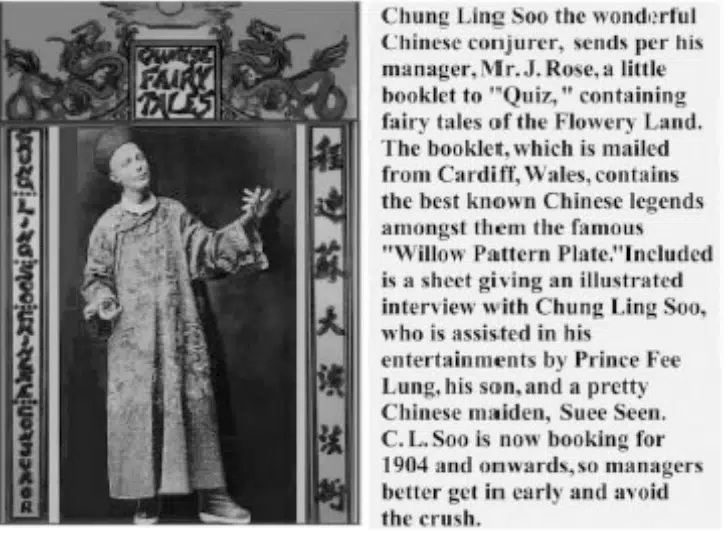 CHINESE
FAIRY
TALES
CHUNG LING SOO CHINESE CONJUROR
程
蘇
大
法
術
Chung Ling Soo the wonderful
Chinese conjurer, sends per his
manager, Mr. J. Rose, a little
booklet to "Quiz," containing
fairy tales of the Flowery Land.
The booklet, which is mailed
from Cardiff, Wales, contains
the best known Chinese legends
amongst them the famous
"Willow Pattern Plate."Included
is a sheet giving an illustrated
interview with Chung Ling Soo,
who is assisted in his
entertainments by Prince Fee
Lung, his son, and a pretty
Chinese maiden, Suee Seen.
C. L. Soo is now booking for
1904 and onwards, so managers
better get in early and avoid
the crush.